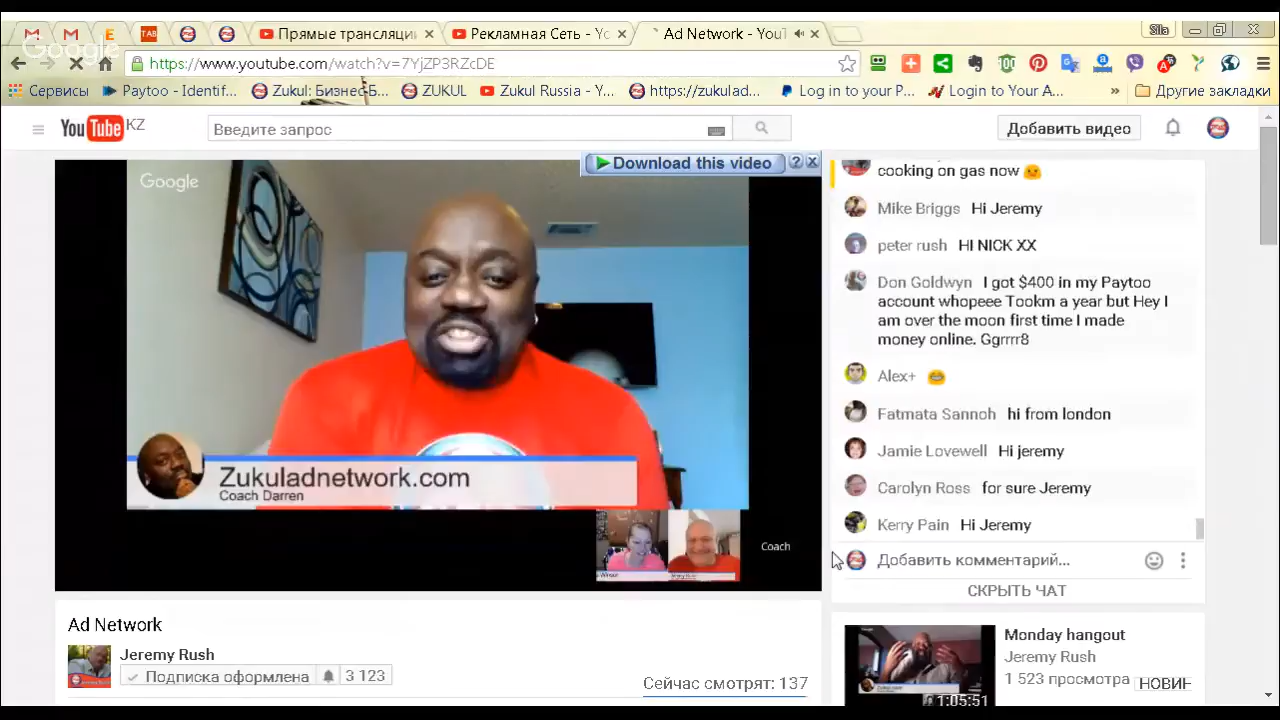 Прямые трансляци
Рекламная Сеть - Yo
Ad Network - YouT
Slla
Google
https://www.youtube.com/watch?v=7YjZP3RZcDE
Сервисы
Paytoo - Identif...
Zukul: Бизнес Б...
ZUKUL
Zukul Russia - Y...
https://zukulad...
Log in to your P...
Login to Your A...
»
Другие закладки
YouTube KZ
Введите запрос
Добавить видео
Download this video
Google
Zukuladnetwork.com
Coach Darren
Coach
cooking on gas now
Mike Briggs Hi Jeremy
peter rush HI NICK XX
Don Goldwyn I got $400 in my Paytoo
account whopeee Tookm a year but Hey I
am over the moon first time I made
money online. Ggrrrr8
Alex+
Fatmata Sannoh hi from london
Jamie Lovewell Hi jeremy
Carolyn Ross for sure Jeremy
Kerry Pain Hi Jeremy
Добавить комментарий...
СКРЫТЬ ЧАТ
Ad Network
Jeremy Rush
Подписка оформлена 3 123
Сейчас смотрят: 137
Monday hangout
Jeremy Rush
1 523 просмотра
НОВИН
1:05:51